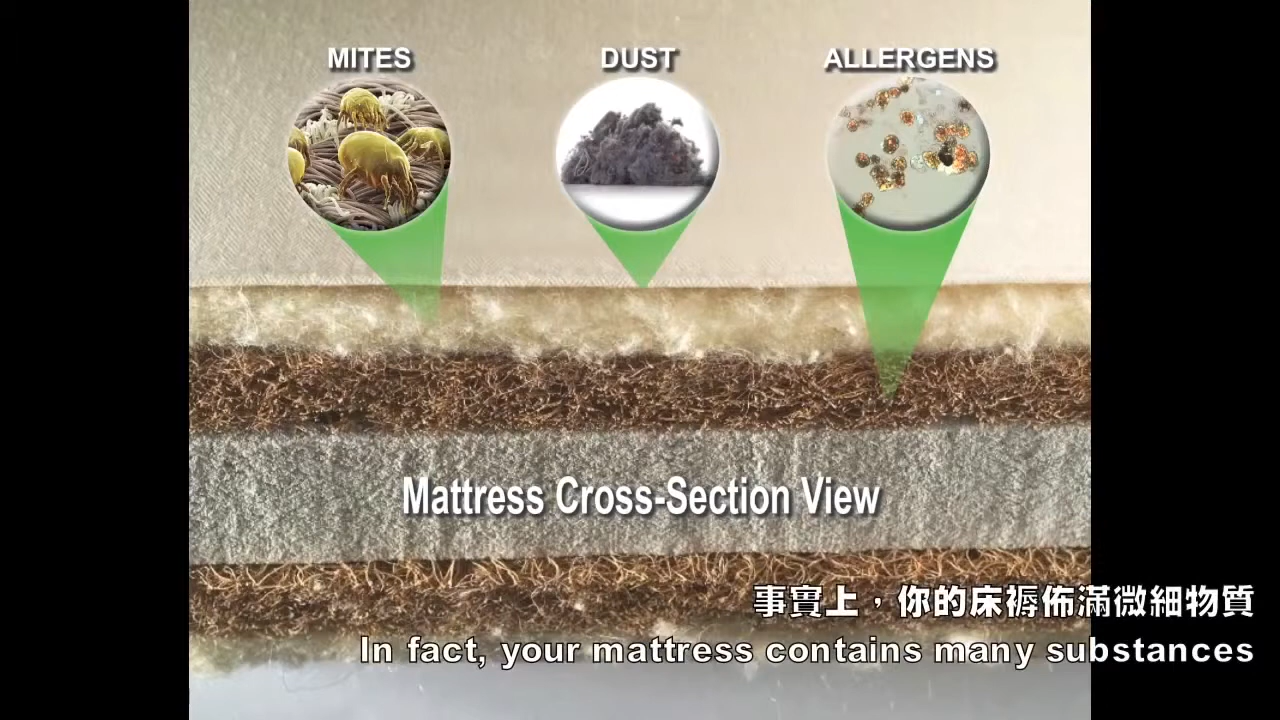 MITES
DUST
ALLERGENS
Mattress Cross-Section View
事實上，你的床褥佈滿微細物質
In fact, your mattress contains many substances